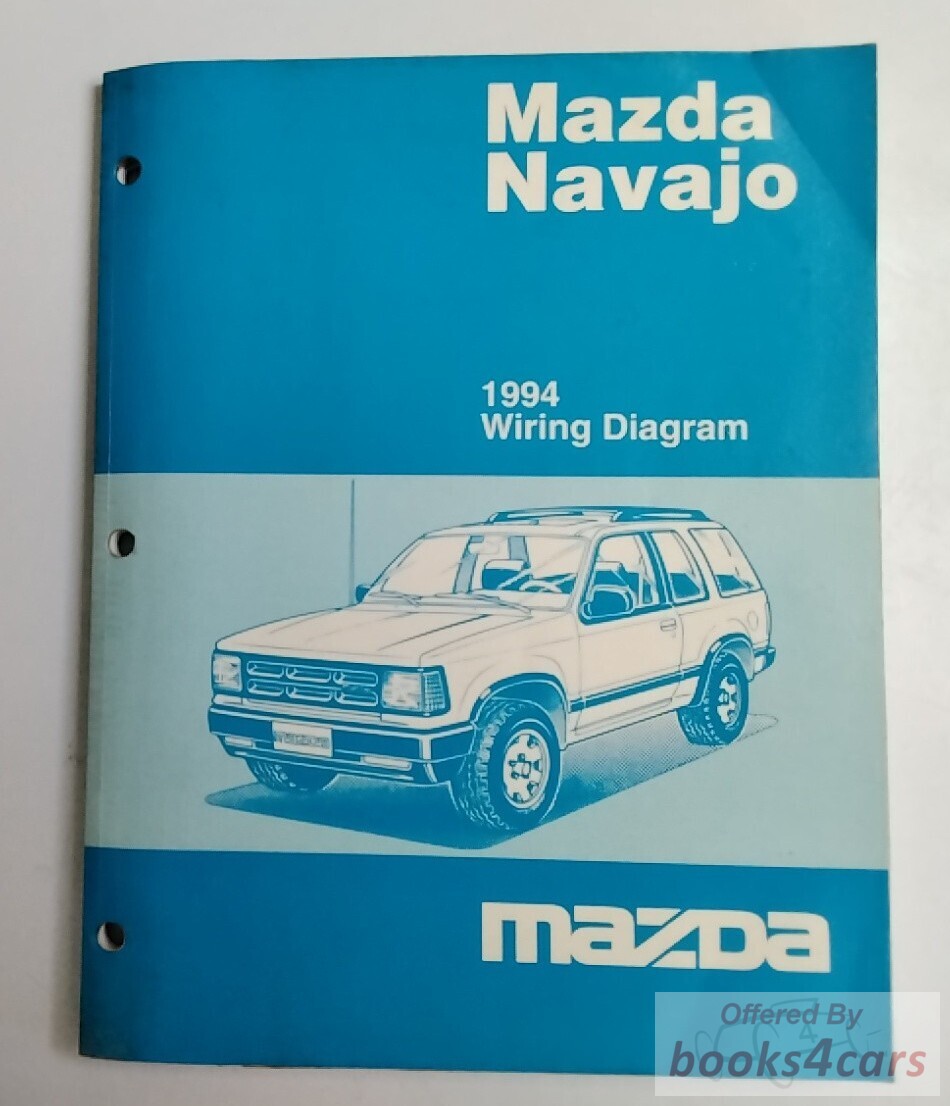 Mazda
Navajo
1994
Wiring Diagram
mazda
Offered By
books4cars